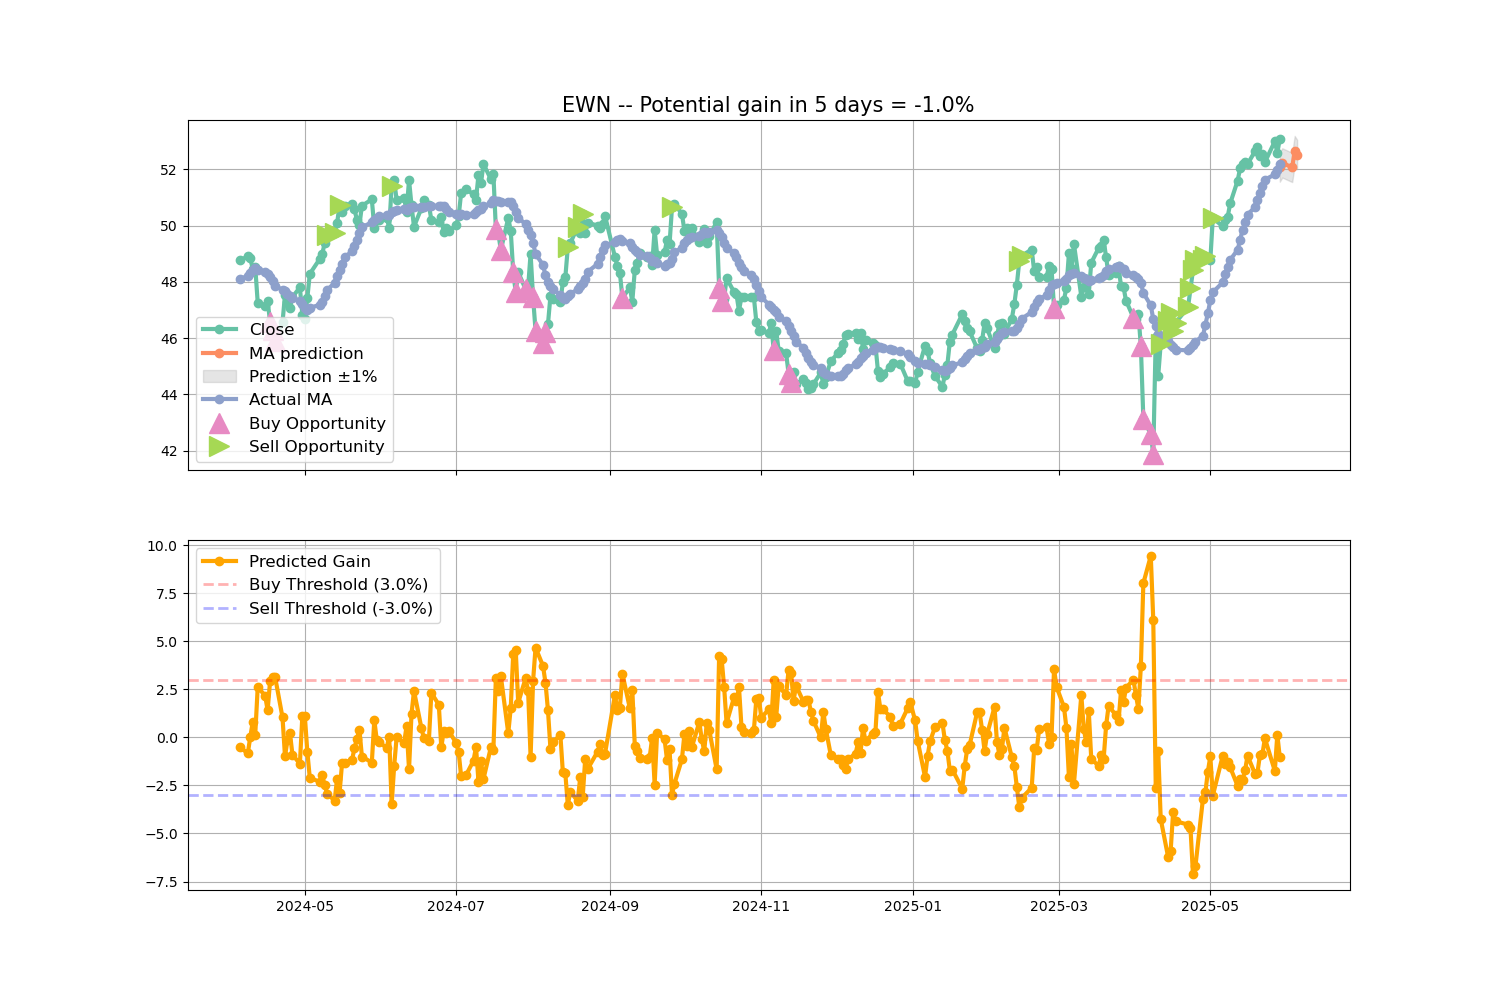 EWN -- Potential gain in 5 days = -1.0%
52
50
48
46
44
42
Close
MA prediction
Prediction ±1%
Actual MA
Buy Opportunity
Sell Opportunity
10.0
7.5
5.0
2.5
0.0
−2.5
−5.0
−7.5
Predicted Gain
Buy Threshold (3.0%)
Sell Threshold (-3.0%)
2024-05
2024-07
2024-09
2024-11
2025-01
2025-03
2025-05